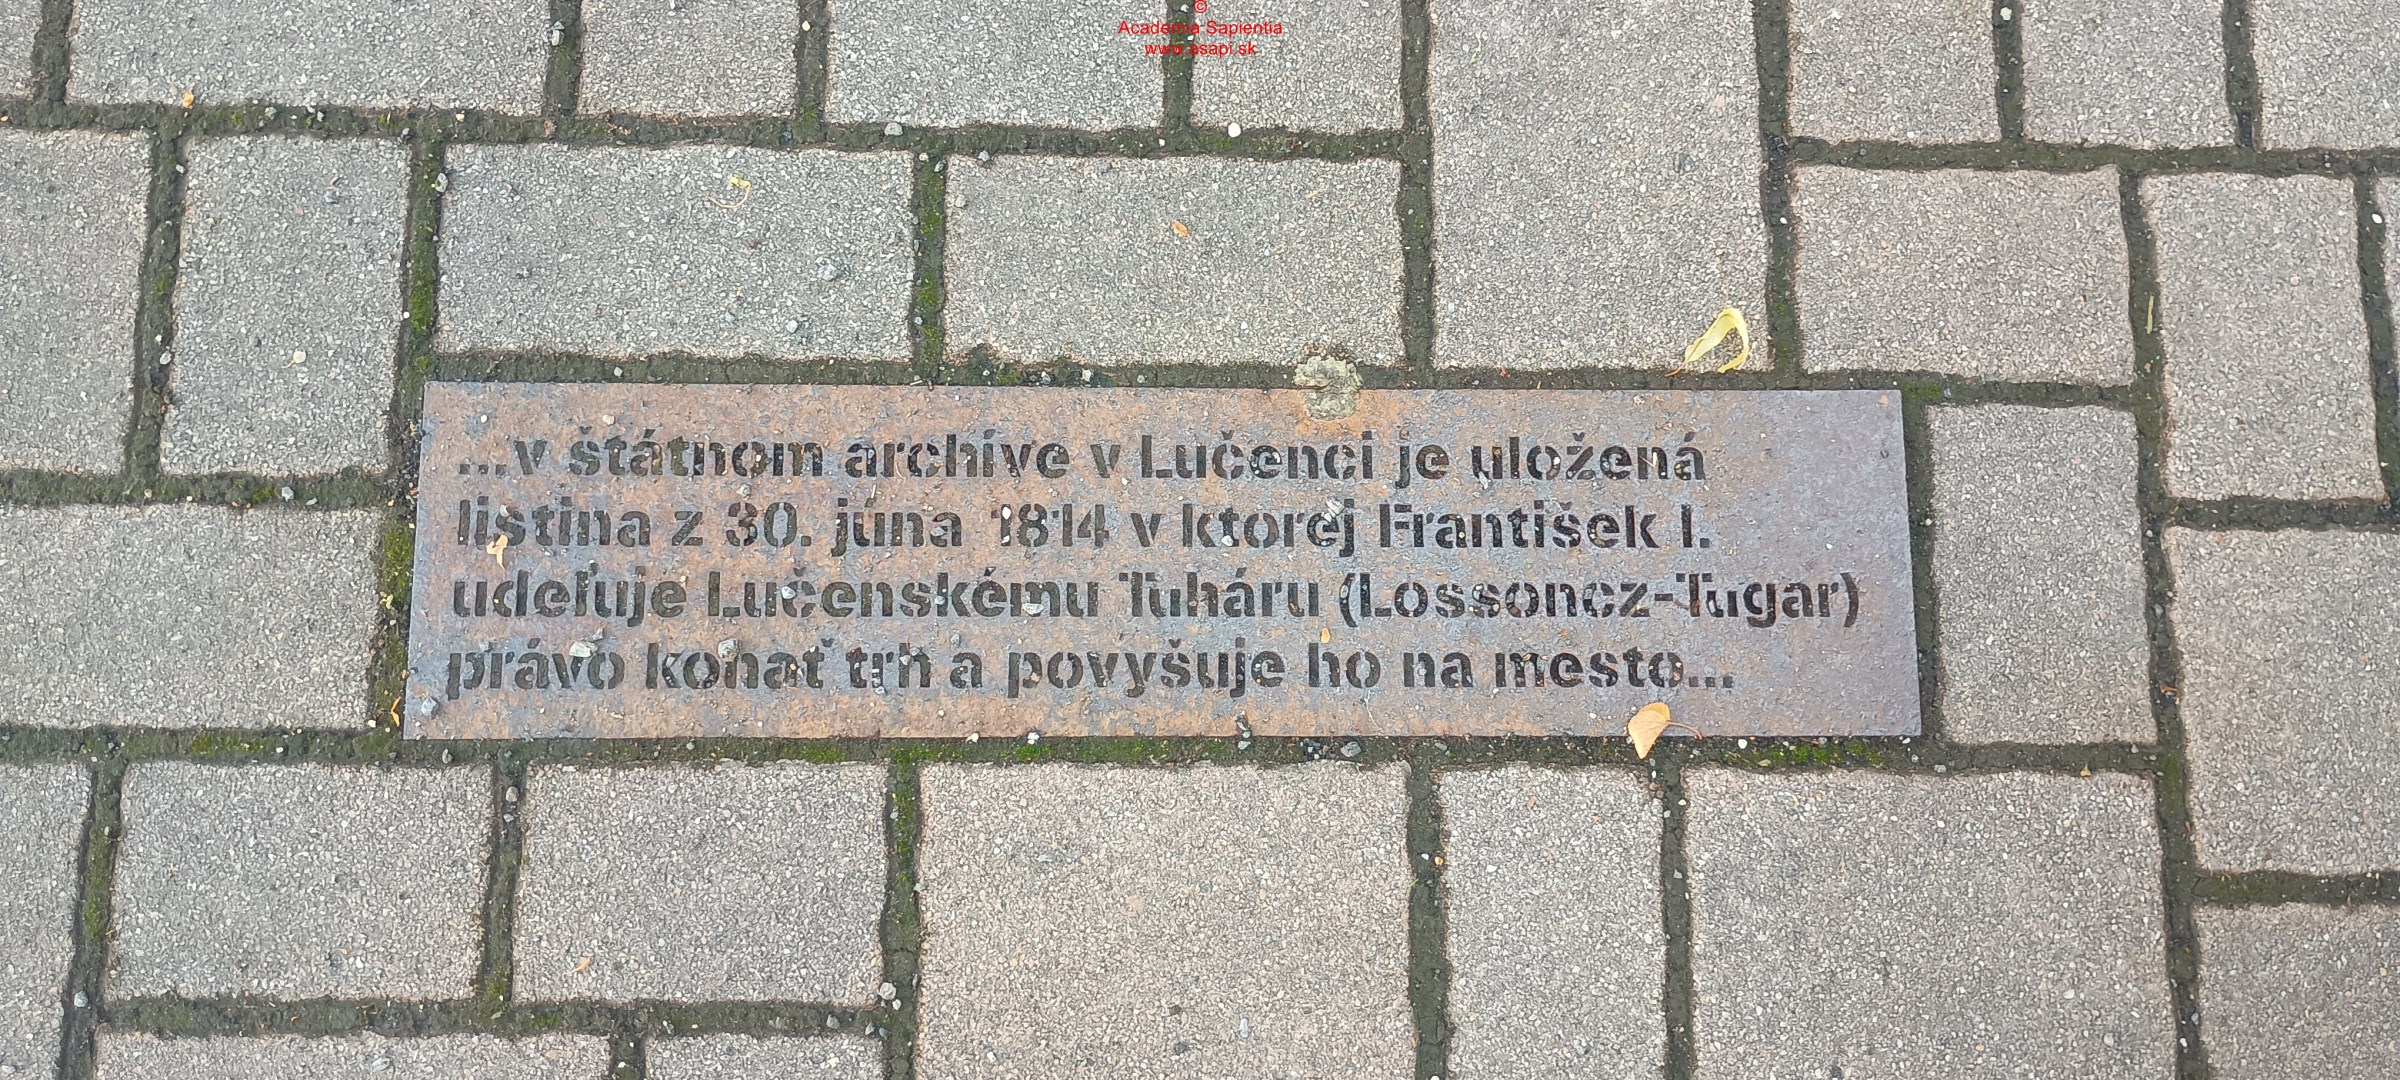 ©
Academia Sapientia
www.asapi.sk
...v štátnom archíve v Lučenci je uložená
listina z 30. júna 1814 v ktorej František I.
udeľuje Lučenskému Tuháru (Lossoncz-Tugar)
právo konať trh a povyšuje ho na mesto...